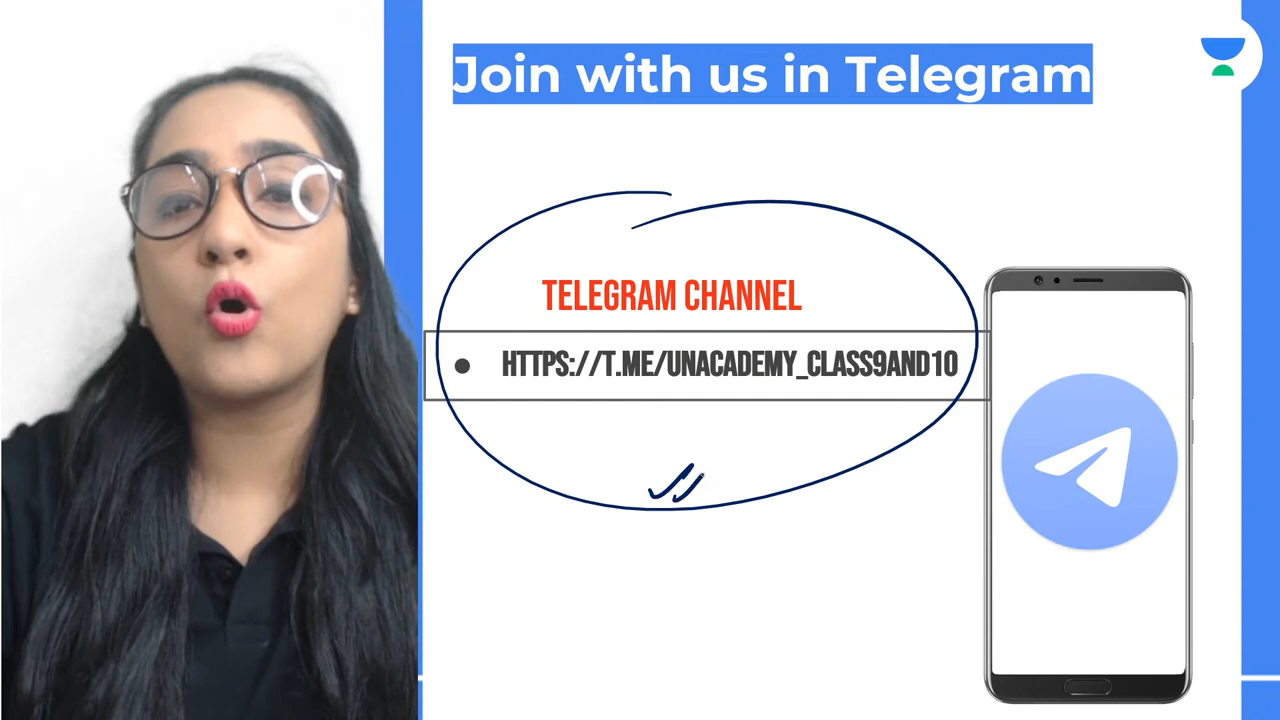 Join with us in Telegram
TELEGRAM CHANNEL
● HTTPS://T.ME/UNACADEMY_CLASS9AND10